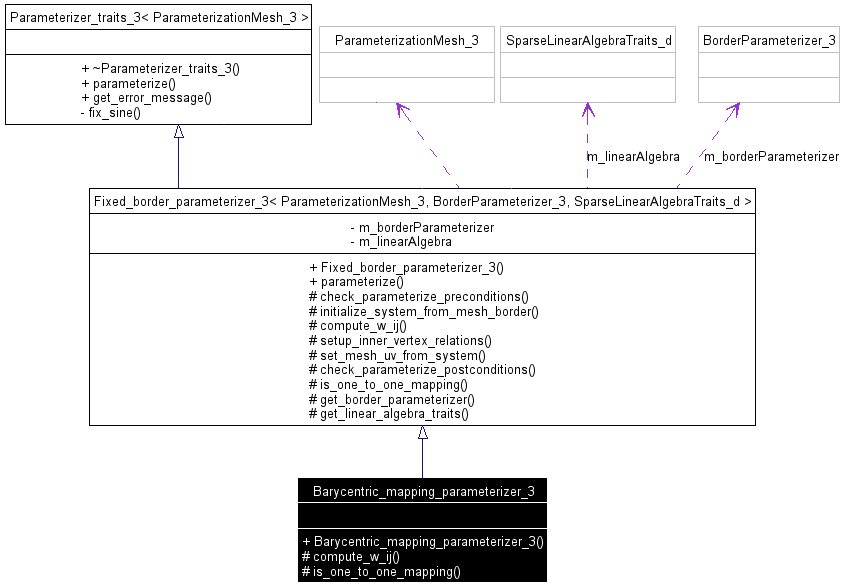 Parameterizer_traits_3< ParameterizationMesh_3 >
+ ~Parameterizer_traits_3()
+ parameterize()
+ get_error_message()
- fix_sine()
ParameterizationMesh_3
SparseLinearAlgebraTraits_d
BorderParameterizer_3
m_linearAlgebra
m_borderParameterizer
Fixed_border_parameterizer_3< ParameterizationMesh_3, BorderParameterizer_3, SparseLinearAlgebraTraits_d >
- m_borderParameterizer
- m_linearAlgebra
+ Fixed_border_parameterizer_3()
+ parameterize()
# check_parameterize_preconditions()
# initialize_system_from_mesh_border()
# compute_w_ij()
# setup_inner_vertex_relations()
# set_mesh_uv_from_system()
# check_parameterize_postconditions()
# is_one_to_one_mapping()
# get_border_parameterizer()
# get_linear_algebra_traits()
Barycentric_mapping_parameterizer_3
+ Barycentric_mapping_parameterizer_3()
# compute_w_ij()
# is_one_to_one_mapping()